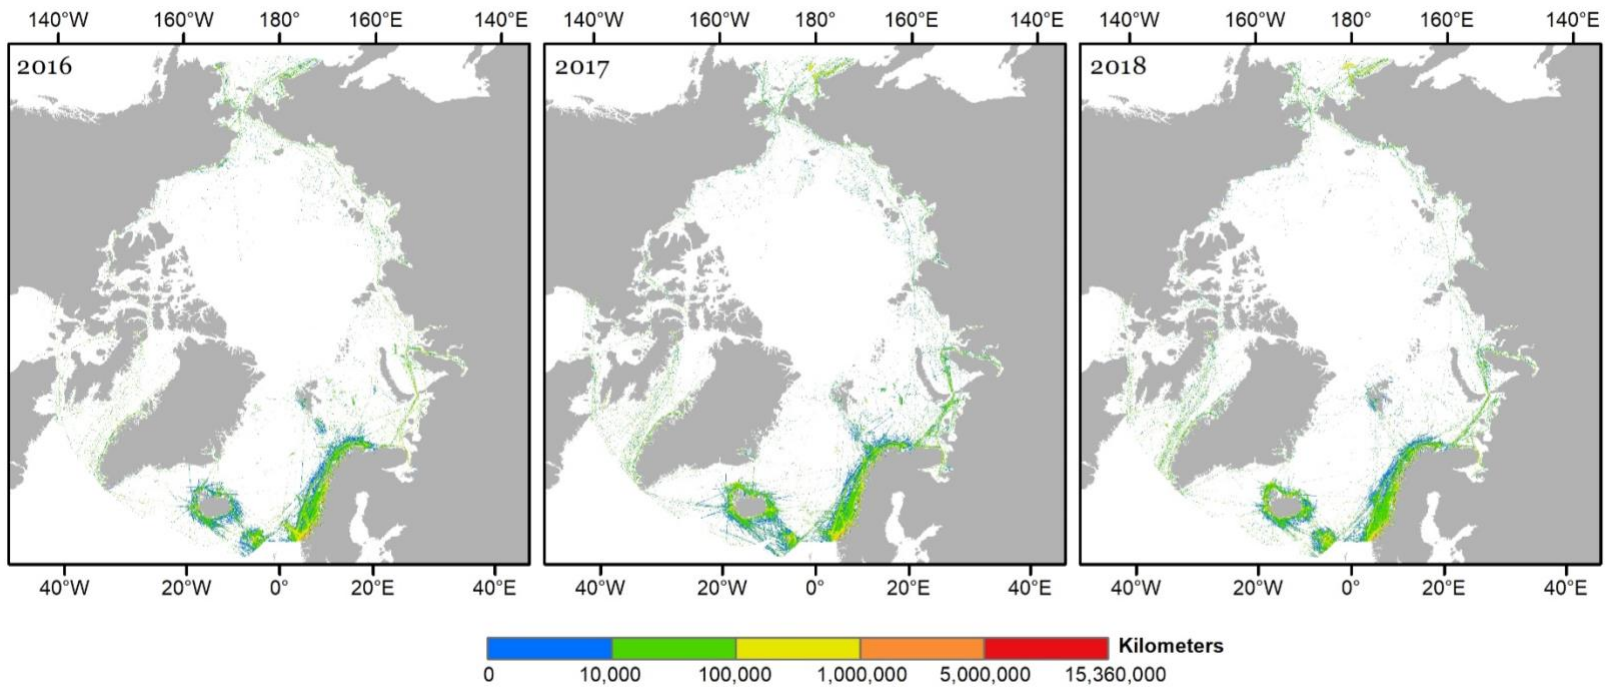 140°W 160°W 180° 160°E 140°E 160°W 180° 160°E 140°E 140°W 160°W 180° 160°E 140°E
2016 2017 2018
40°W 20°W 0° 20°E 40°E 40°W 20°W 0° 20°E 40°E 40°W 20°W 0° 20°E 40°E
Kilometers
0 10,000 100,000 1,000,000 5,000,000 15,360,000